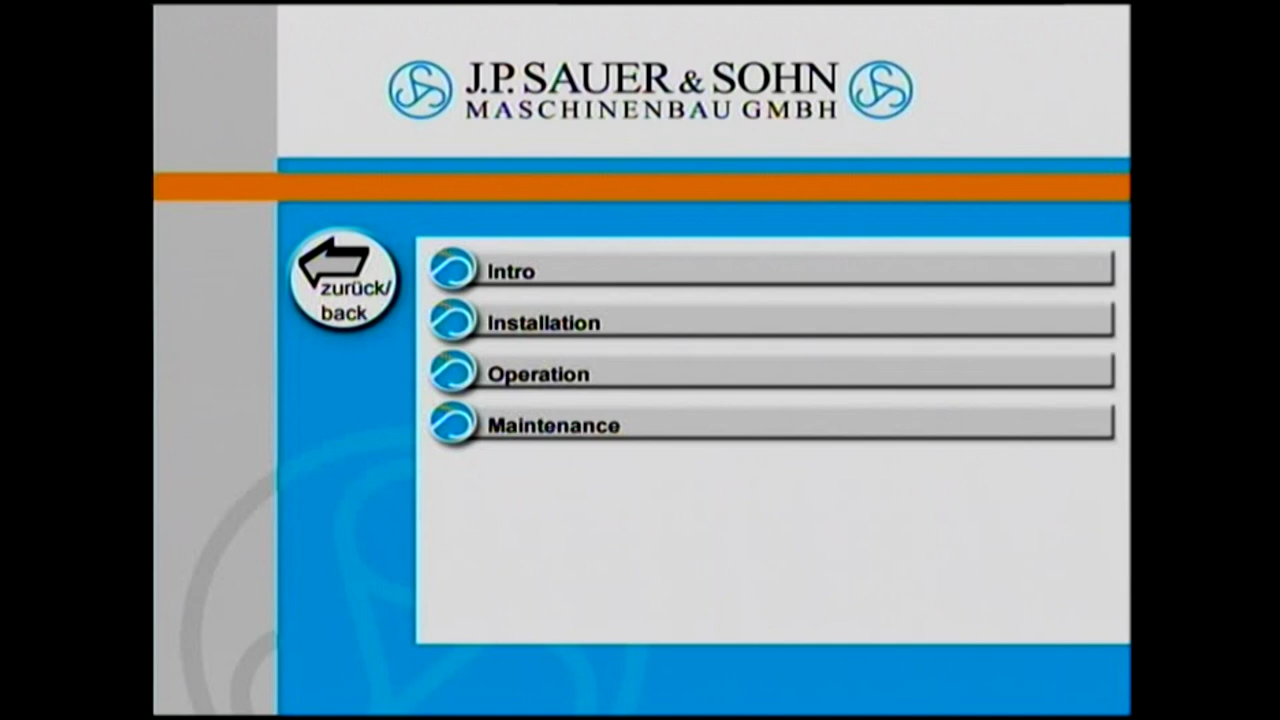 J.P. SAUER & SOHN
MASCHINENBAU GMBH
zurück/
back
Intro
Installation
Operation
Maintenance